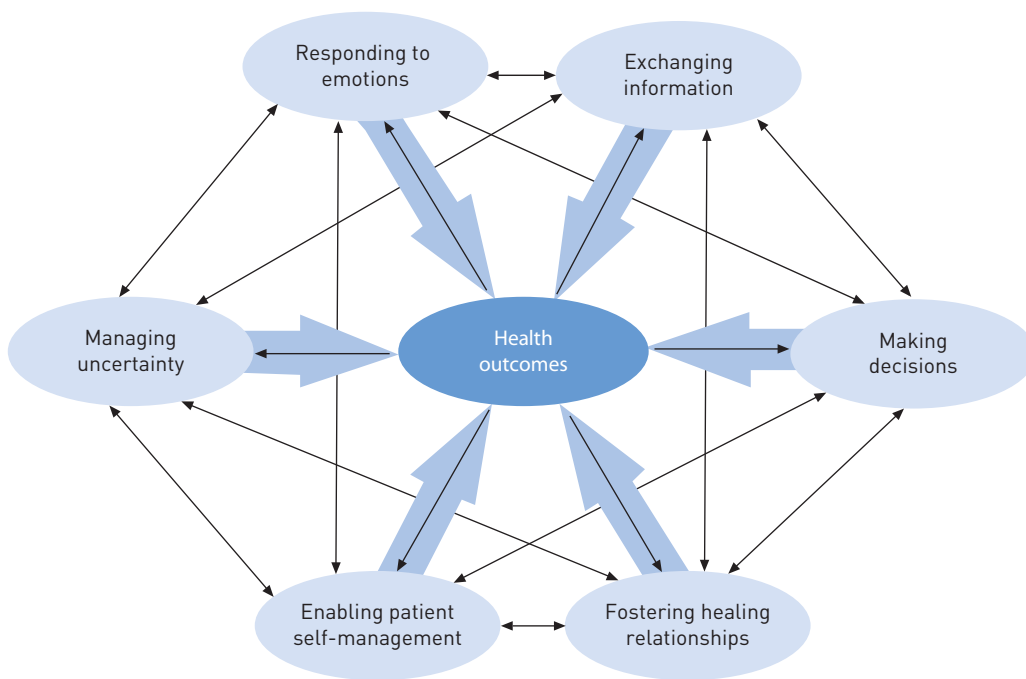 Responding to
emotions
Exchanging
information
Managing
uncertainty
Health
outcomes
Making
decisions
Enabling patient
self-management
Fostering healing
relationships